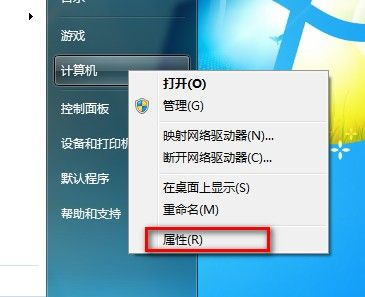 游戏
计算机
打开(O)
管理(G)
控制面板
映射网络驱动器(N)...
设备和打印机
断开网络驱动器(C)...
默认程序
在桌面上显示(S)
帮助和支持
重命名(M)
属性(R)